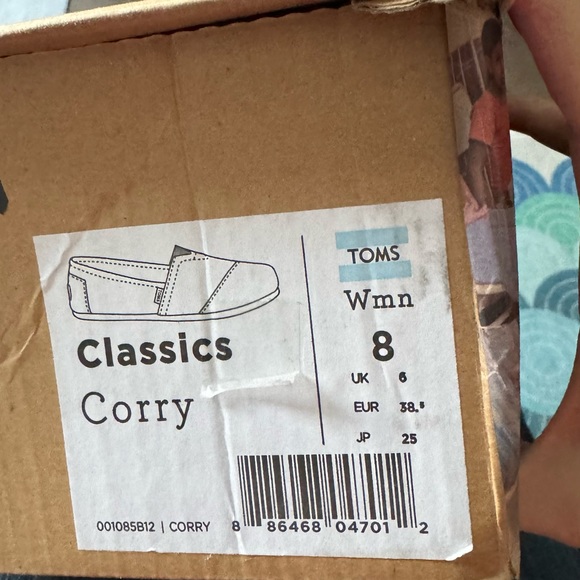 TOMS
Wmn
8
UK 6
EUR 38.5
JP 25
Classics
Corry
001085B12 | CORRY
8 86468 04701 2